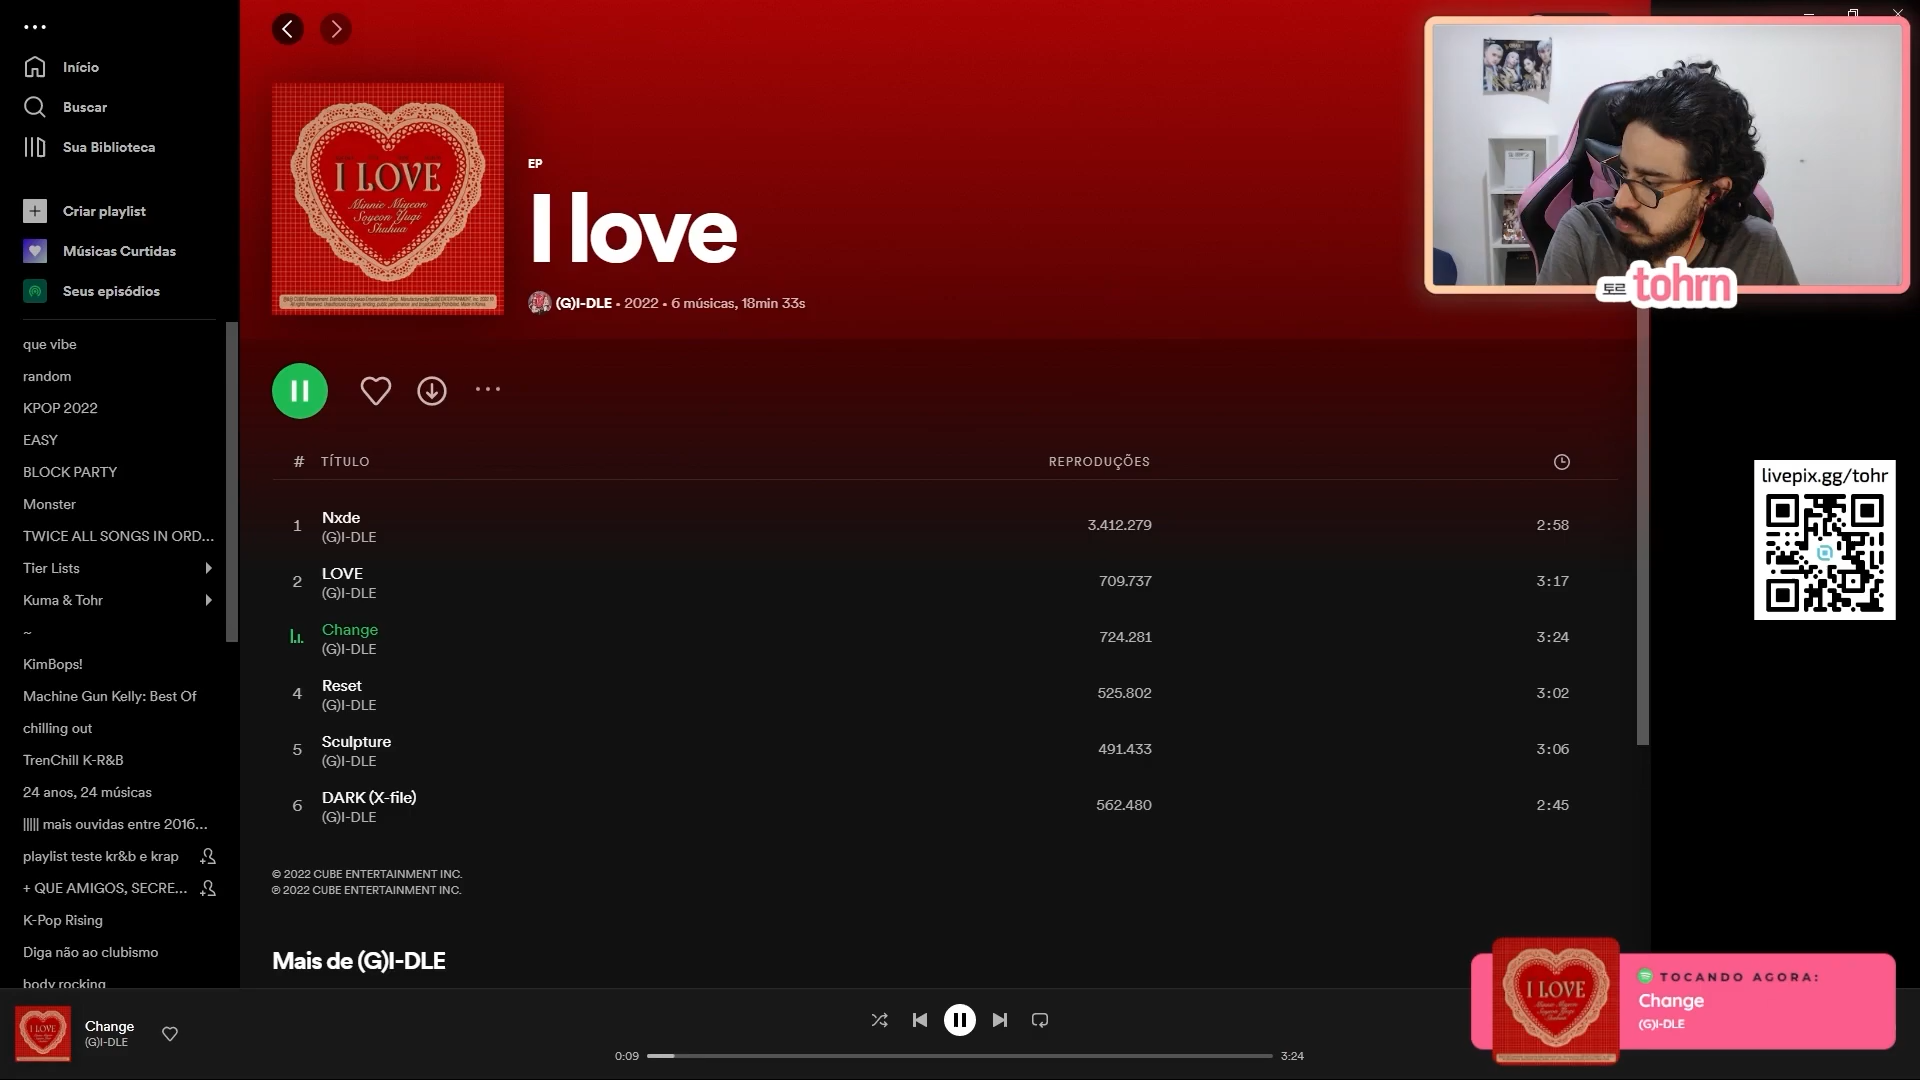 Início
Buscar
Sua Biblioteca
Criar playlist
Músicas Curtidas
Seus episódios
que vibe
random
KPOP 2022
EASY
BLOCK PARTY
Monster
TWICE ALL SONGS IN ORD...
Tier Lists
Kuma & Tohr
~
KimBops!
Machine Gun Kelly: Best Of
chilling out
TrenChill K-R&B
24 anos, 24 músicas
||||| mais ouvidas entre 2016...
playlist teste kr&b e krap
+ QUE AMIGOS, SECRE...
K-Pop Rising
Diga não ao clubismo
body rocking
I LOVE
Minnie Miyeon
Soyeon Yuqi
Shuhua
EP
I love
(G)I-DLE • 2022 • 6 músicas, 18min 33s
# TÍTULO REPRODUÇÕES
1 Nxde 3.412.279 2:58
(G)I-DLE
2 LOVE 709.737 3:17
(G)I-DLE
Change 724.281 3:24
(G)I-DLE
4 Reset 525.802 3:02
(G)I-DLE
5 Sculpture 491.433 3:06
(G)I-DLE
6 DARK (X-file) 562.480 2:45
(G)I-DLE
© 2022 CUBE ENTERTAINMENT INC.
℗ 2022 CUBE ENTERTAINMENT INC.
Mais de (G)I-DLE
토르 tohrn
livepix.gg/tohr
I LOVE
Change
(G)I-DLE
0:09
3:24
I LOVE
TOCANDO AGORA:
Change
(G)I-DLE